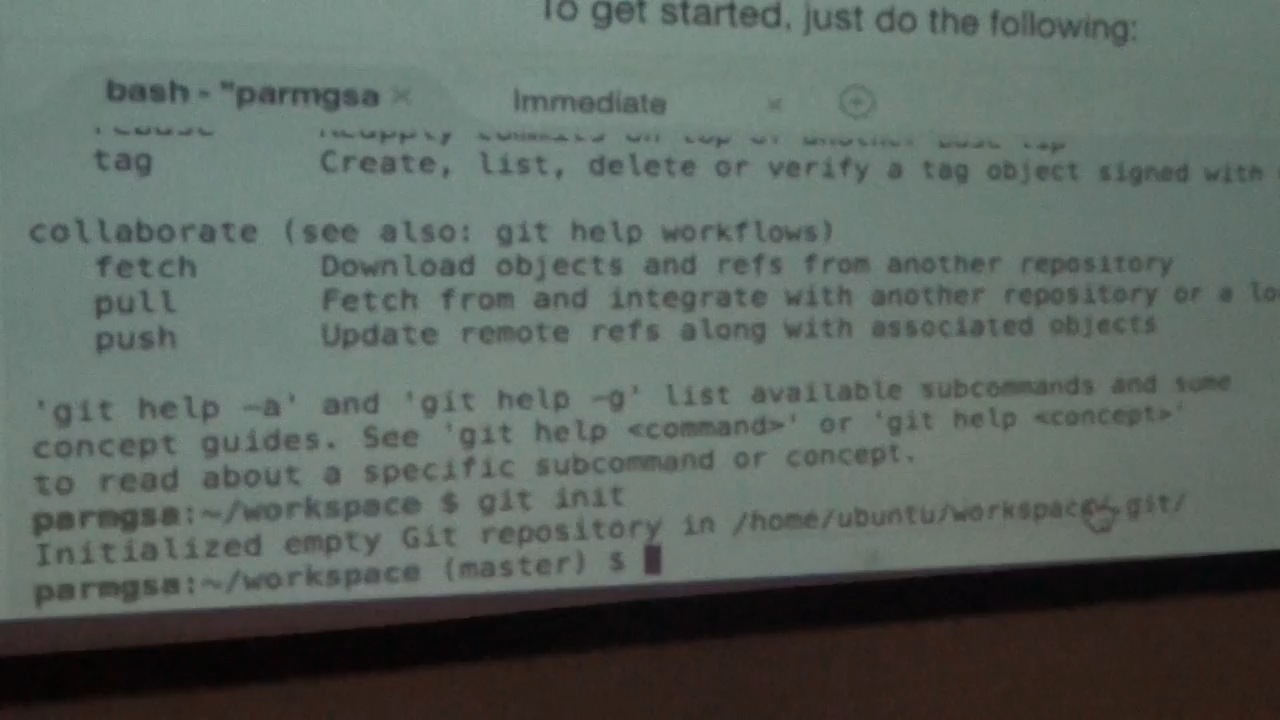 To get started, just do the following:
bash - "parmgsa
Immediate
tag Create, list, delete or verify a tag object signed with
collaborate (see also: git help workflows)
fetch Download objects and refs from another repository
pull Fetch from and integrate with another repository or a lo
push Update remote refs along with associated objects
'git help -a' and 'git help -g' list available subcommands and some
concept guides. See 'git help <command>' or 'git help <concept>'
to read about a specific subcommand or concept.
parmgsa:~/workspace $ git init
Initialized empty Git repository in /home/ubuntu/workspace/.git/
parmgsa:~/workspace (master) $